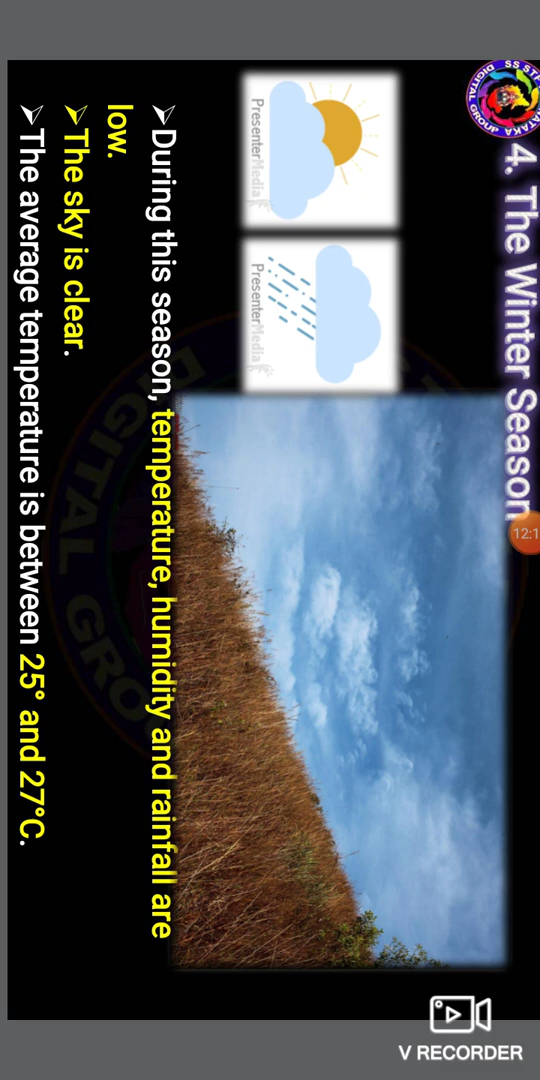 4. The Winter Season
12:1
PresenterMedia
PresenterMedia
➢During this season, temperature, humidity and rainfall are
low.
➢The sky is clear.
➢The average temperature is between 25° and 27°C.
DIGITAL GROUP
V RECORDER